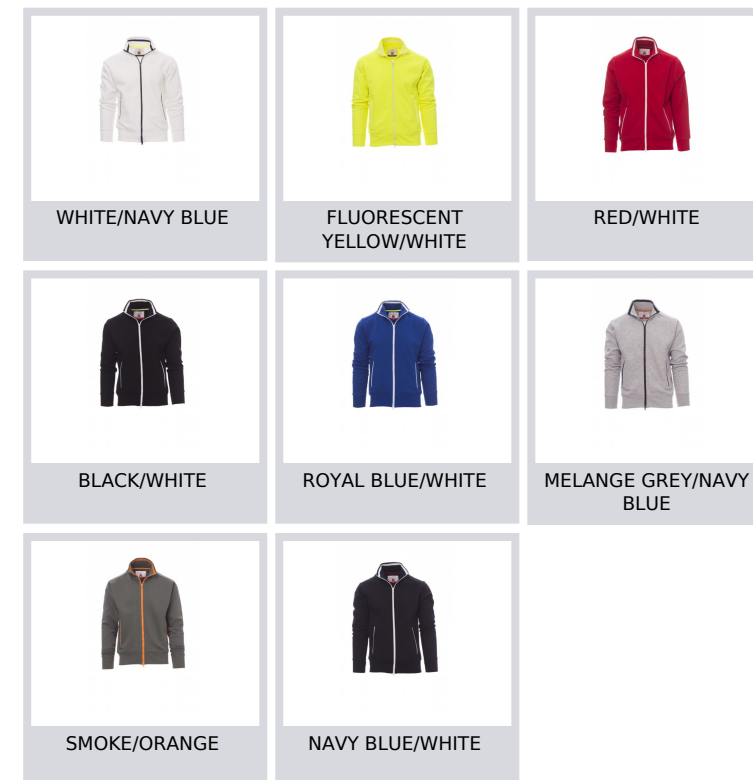 WHITE/NAVY BLUE
FLUORESCENT
YELLOW/WHITE
RED/WHITE
BLACK/WHITE
ROYAL BLUE/WHITE
MELANGE GREY/NAVY
BLUE
SMOKE/ORANGE
NAVY BLUE/WHITE